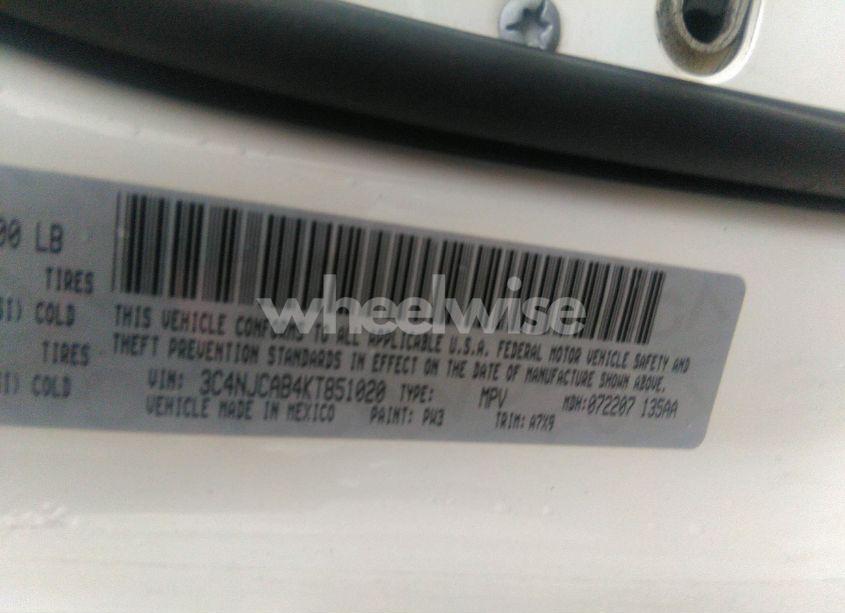 00 LB
TIRES
SI) COLD
TIRES
SI) COLD
wheelwise
THIS VEHICLE CONFORMS TO ALL APPLICABLE U.S.A. FEDERAL MOTOR VEHICLE SAFETY AND
THEFT PREVENTION STANDARDS IN EFFECT ON THE DATE OF MANUFACTURE SHOWN ABOVE.
VIN: 3C4NJCAB4KT851020 TYPE: MPV MDH:072207 135AA
VEHICLE MADE IN MEXICO PAINT: PW3 TRIM: A7X9